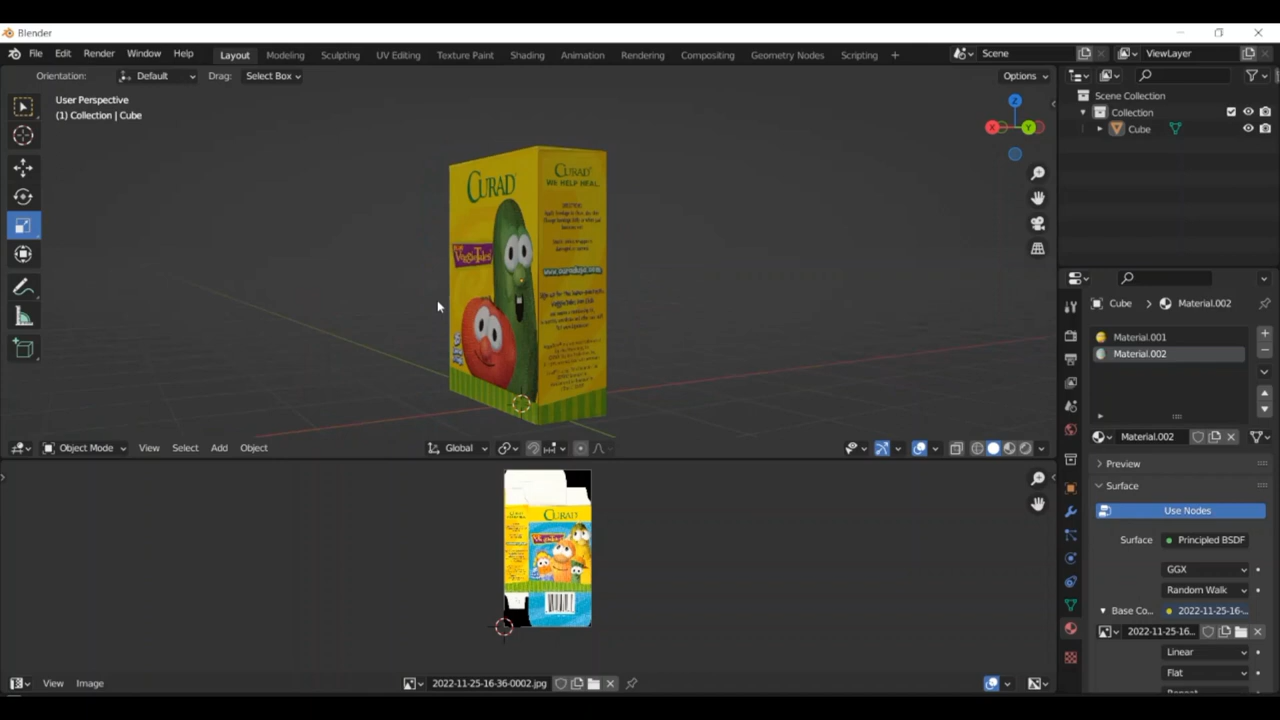 Blender
File Edit Render Window Help Layout Modeling Sculpting UV Editing Texture Paint Shading Animation Rendering Compositing Geometry Nodes Scripting + Scene ViewLayer
Orientation: Default Drag: Select Box Options
User Perspective
(1) Collection | Cube
Z
X Y
CURAD
VeggieTales
CURAD
WE HELP HEAL.
Scene Collection
Collection
Cube
Cube > Material.002
Material.001
Material.002
Material.002
Preview
Surface
Use Nodes
Surface Principled BSDF
GGX
Random Walk
Base Co... 2022-11-25-16-...
2022-11-25-16...
Linear
Flat
Object Mode View Select Add Object Global
CURAD
VeggieTales
View Image 2022-11-25-16-36-0002.jpg